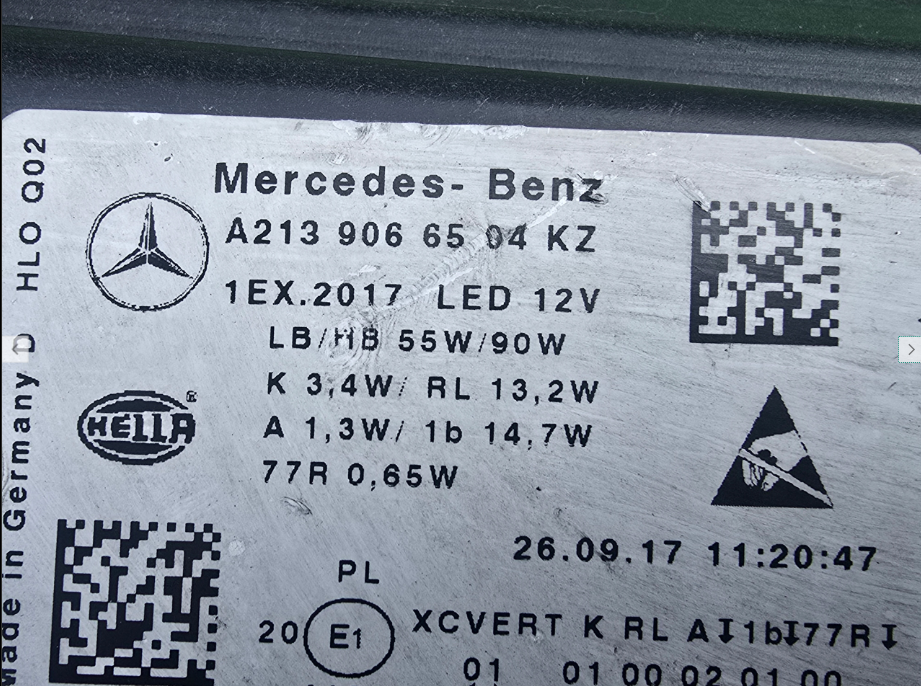 HLO Q02
Made in Germany D
Mercedes- Benz
A213 906 65 04 KZ
1EX.2017 LED 12V
LB/HB 55W/90W
K 3,4W/ RL 13,2W
A 1,3W/ 1b 14,7W
77R 0,65W
HELLA®
26.09.17 11:20:47
PL
20 E1
XCVERT K RL A↧1b↧77R↧
01 01 00 02 01 00